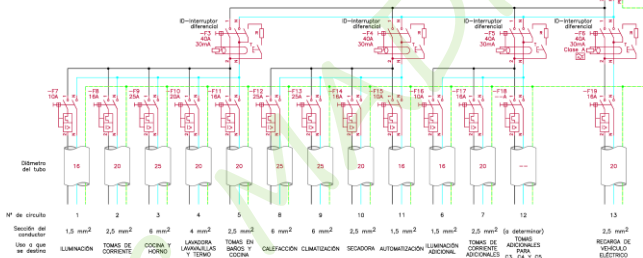 ID-Interruptor diferencial -F3 40A 30mA
ID-Interruptor diferencial -F4 40A 30mA
ID-Interruptor diferencial -F5 40A 30mA
ID-Interruptor diferencial 40A 30mA Clase A
-F7 10A
-F8 16A
-F9 25A
-F10 20A
-F11 16A
-F12 25A
-F13 25A
-F14 16A
-F15 10A
-F16 10A
-F17 16A
-F18
-F19 16A
Diámetro del tubo 16 20 25 20 20 25 25 20 16 16 20 -- 20
Nº de circuito 1 2 3 4 5 8 9 10 11 6 7 12 13
Sección del conductor 1,5 mm² 2,5 mm² 6 mm² 4 mm² 2,5 mm² 6 mm² 6 mm² 2,5 mm² 1,5 mm² 1,5 mm² 2,5 mm² (a determinar) 2,5 mm²
Uso a que se destina ILUMINACIÓN TOMAS DE CORRIENTE COCINA Y HORNO LAVADORA LAVAVAJILLAS Y TERMO TOMAS EN BAÑOS Y COCINA CALEFACCIÓN CLIMATIZACIÓN SECADORA AUTOMATIZACIÓN ILUMINACIÓN ADICIONAL TOMAS DE CORRIENTE ADICIONALES TOMAS ADICIONALES PARA C3, C4 Y C5 RECARGA DE VEHÍCULO ELÉCTRICO